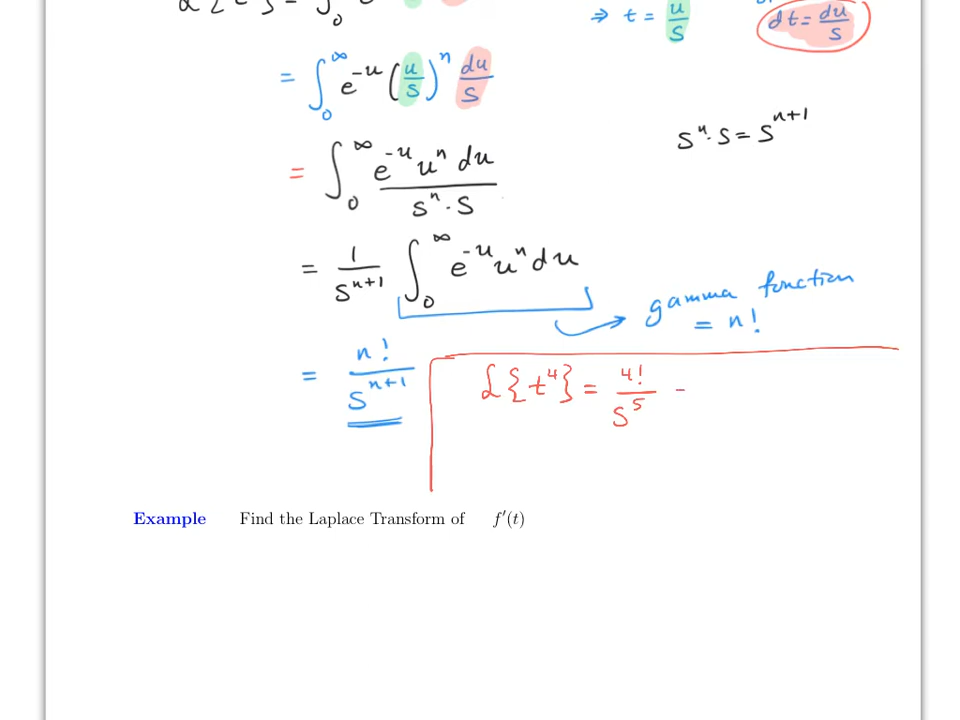 ⇒ t = u/s
dt = du/s
= ∫₀^∞ e^{-u} (u/s)^n du/s
s^n · s = s^{n+1}
= ∫₀^∞ e^{-u} u^n du / s^n · s
= 1/s^{n+1} ∫₀^∞ e^{-u} u^n du
gamma function
= n!
= n!/s^{n+1}
ℒ{t^4} = 4!/s^5 -
Example Find the Laplace Transform of f′(t)